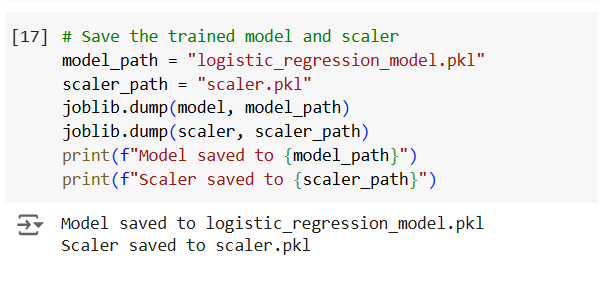 [17] # Save the trained model and scaler
model_path = "logistic_regression_model.pkl"
scaler_path = "scaler.pkl"
joblib.dump(model, model_path)
joblib.dump(scaler, scaler_path)
print(f"Model saved to {model_path}")
print(f"Scaler saved to {scaler_path}")
Model saved to logistic_regression_model.pkl
Scaler saved to scaler.pkl